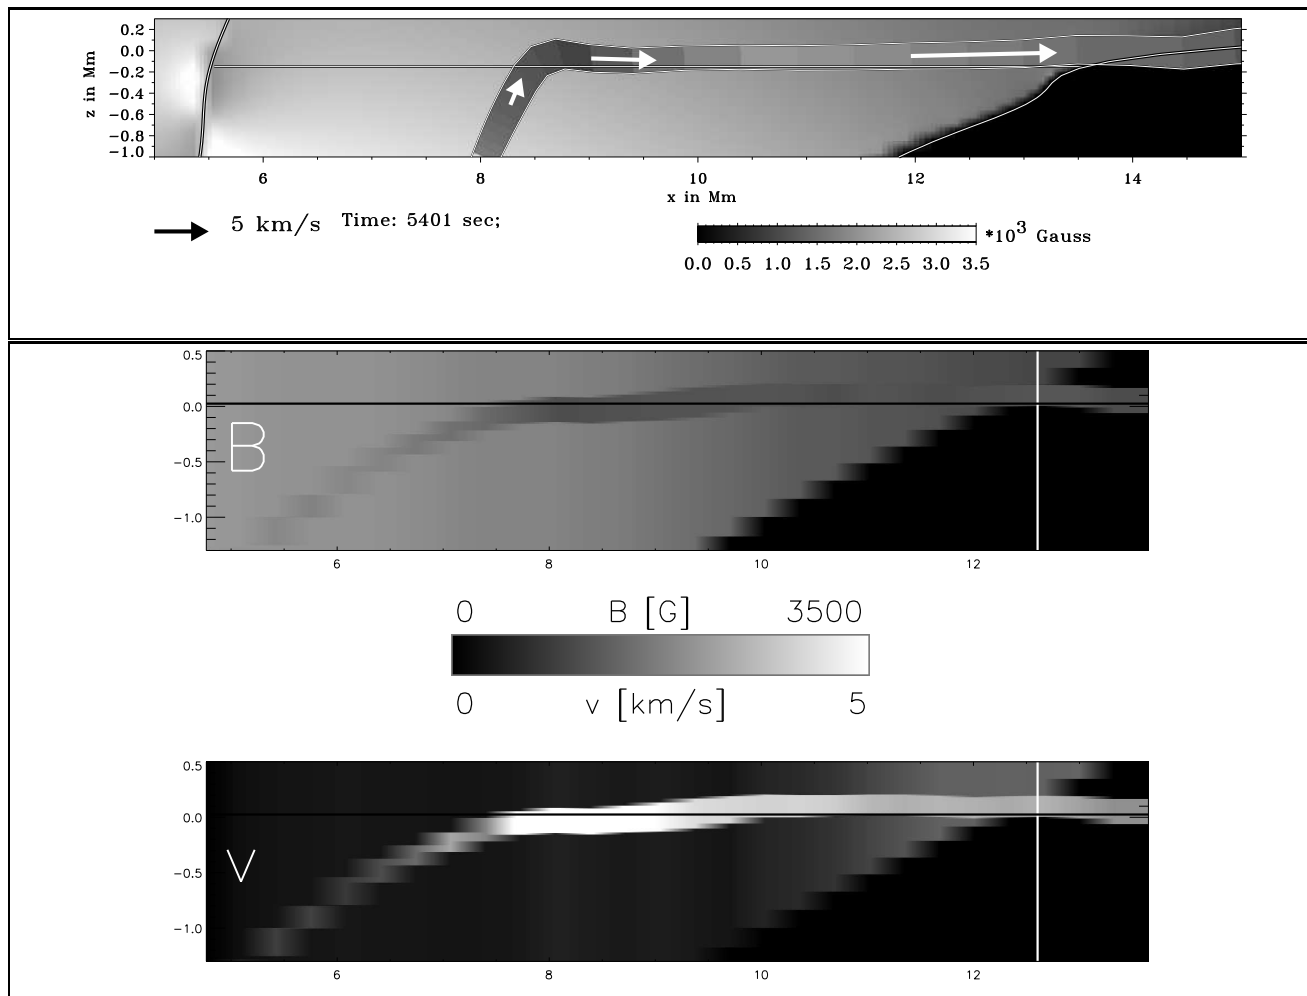 0.2
0.0
-0.2
-0.4
-0.6
-0.8
-1.0
z in Mm
6 8 10 12 14
x in Mm
5 km/s Time: 5401 sec;
*10³ Gauss
0.0 0.5 1.0 1.5 2.0 2.5 3.0 3.5
0.5
0.0
-0.5
-1.0
B
6 8 10 12
0 B [G] 3500
0 v [km/s] 5
0.5
0.0
-0.5
-1.0
V
6 8 10 12